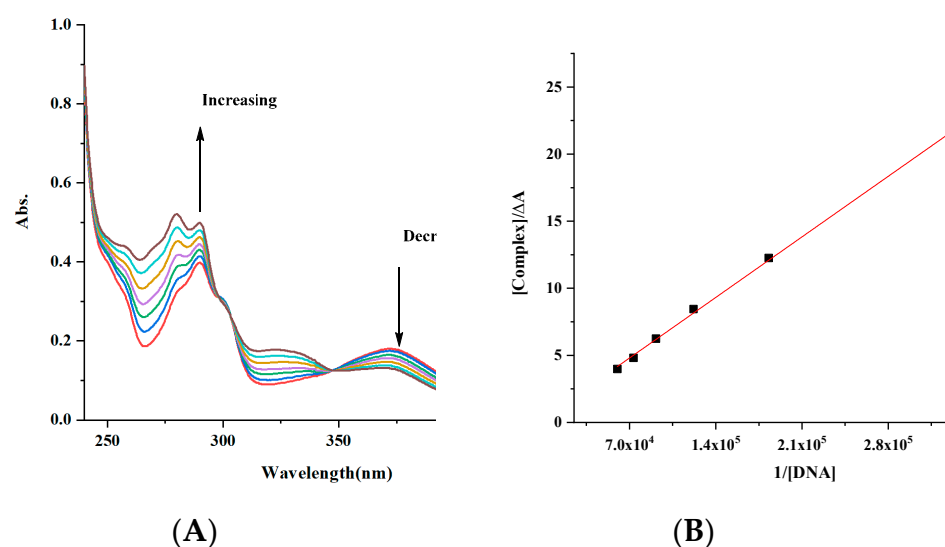 1.0
0.8
0.6
0.4
0.2
0.0
Abs.
Increasing
Decr
250
300
350
Wavelength(nm)
(A)
25
20
15
10
5
0
[Complex]/ΔA
7.0x10⁴
1.4x10⁵
2.1x10⁵
2.8x10⁵
1/[DNA]
(B)